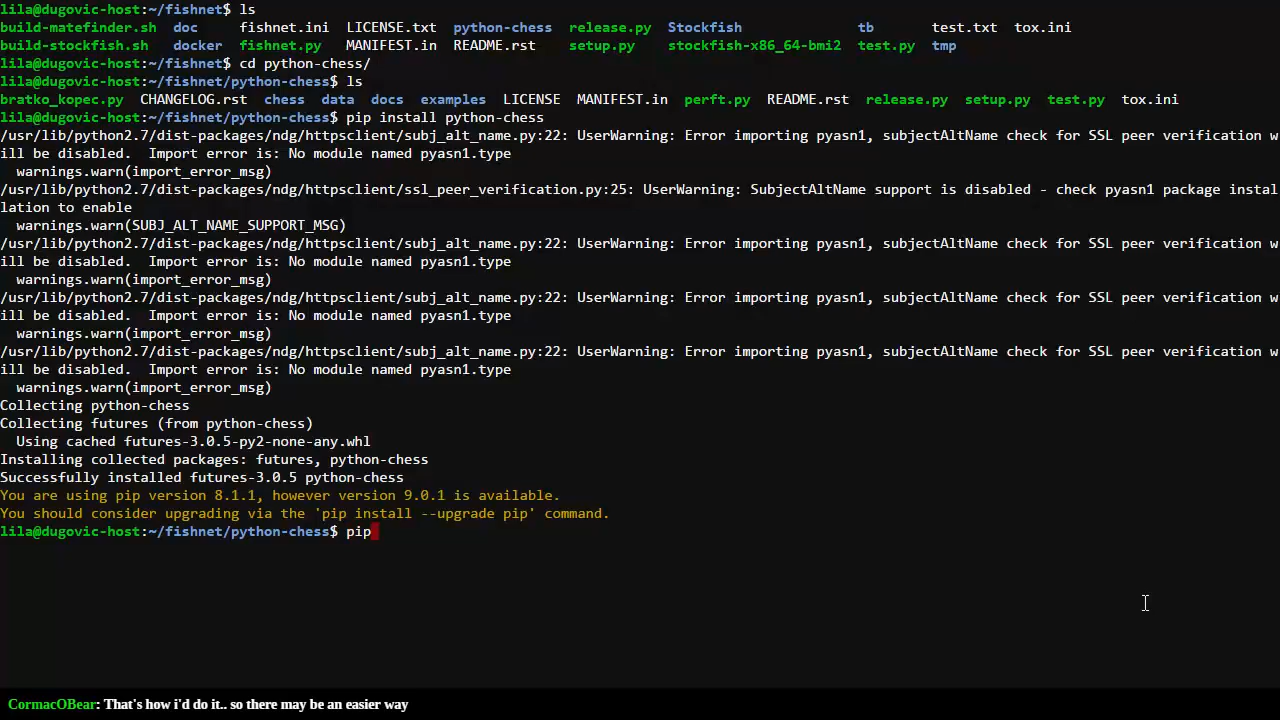 lila@dugovic-host:~/fishnet$ ls
build-matefinder.sh doc fishnet.ini LICENSE.txt python-chess release.py Stockfish tb test.txt tox.ini
build-stockfish.sh docker fishnet.py MANIFEST.in README.rst setup.py stockfish-x86_64-bmi2 test.py tmp
lila@dugovic-host:~/fishnet$ cd python-chess/
lila@dugovic-host:~/fishnet/python-chess$ ls
bratko_kopec.py CHANGELOG.rst chess data docs examples LICENSE MANIFEST.in perft.py README.rst release.py setup.py test.py tox.ini
lila@dugovic-host:~/fishnet/python-chess$ pip install python-chess
/usr/lib/python2.7/dist-packages/ndg/httpsclient/subj_alt_name.py:22: UserWarning: Error importing pyasn1, subjectAltName check for SSL peer verification w
ill be disabled.  Import error is: No module named pyasn1.type
  warnings.warn(import_error_msg)
/usr/lib/python2.7/dist-packages/ndg/httpsclient/ssl_peer_verification.py:25: UserWarning: SubjectAltName support is disabled - check pyasn1 package instal
lation to enable
  warnings.warn(SUBJ_ALT_NAME_SUPPORT_MSG)
/usr/lib/python2.7/dist-packages/ndg/httpsclient/subj_alt_name.py:22: UserWarning: Error importing pyasn1, subjectAltName check for SSL peer verification w
ill be disabled.  Import error is: No module named pyasn1.type
  warnings.warn(import_error_msg)
/usr/lib/python2.7/dist-packages/ndg/httpsclient/subj_alt_name.py:22: UserWarning: Error importing pyasn1, subjectAltName check for SSL peer verification w
ill be disabled.  Import error is: No module named pyasn1.type
  warnings.warn(import_error_msg)
/usr/lib/python2.7/dist-packages/ndg/httpsclient/subj_alt_name.py:22: UserWarning: Error importing pyasn1, subjectAltName check for SSL peer verification w
ill be disabled.  Import error is: No module named pyasn1.type
  warnings.warn(import_error_msg)
Collecting python-chess
Collecting futures (from python-chess)
  Using cached futures-3.0.5-py2-none-any.whl
Installing collected packages: futures, python-chess
Successfully installed futures-3.0.5 python-chess
You are using pip version 8.1.1, however version 9.0.1 is available.
You should consider upgrading via the 'pip install --upgrade pip' command.
lila@dugovic-host:~/fishnet/python-chess$ pip
CormacOBear: That's how i'd do it.. so there may be an easier way